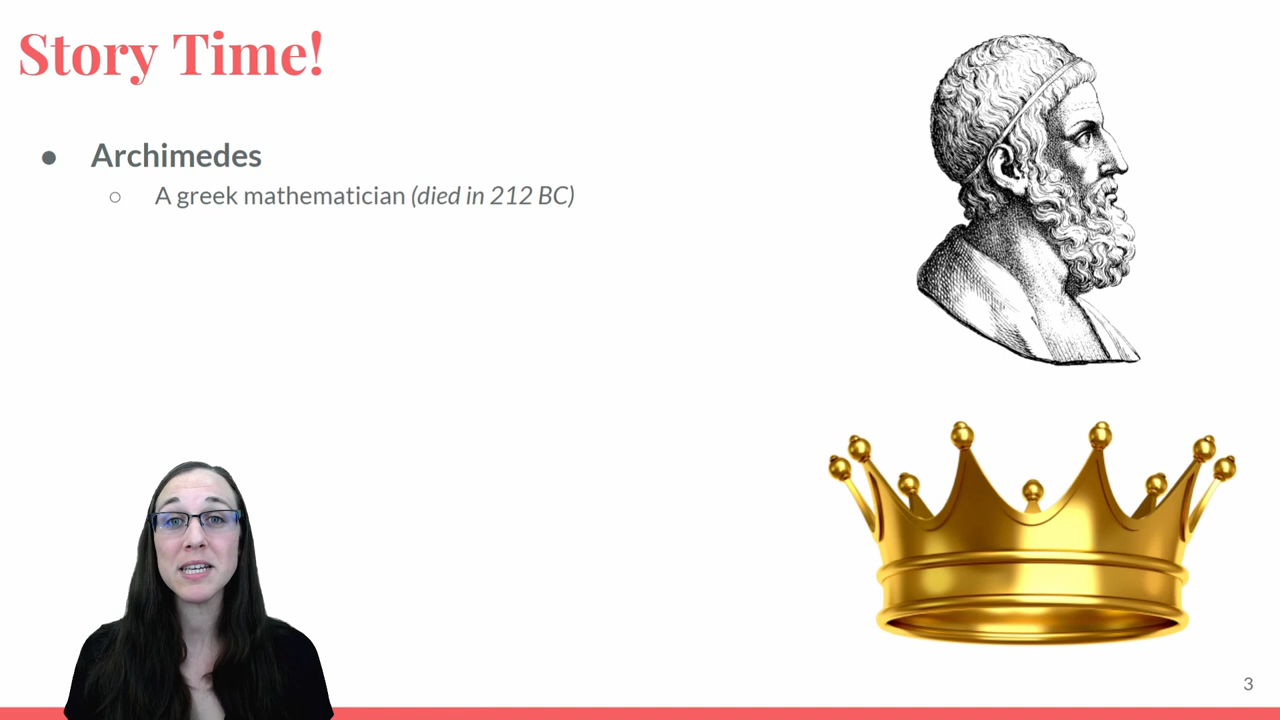 Story Time!
● Archimedes
○ A greek mathematician (died in 212 BC)
3